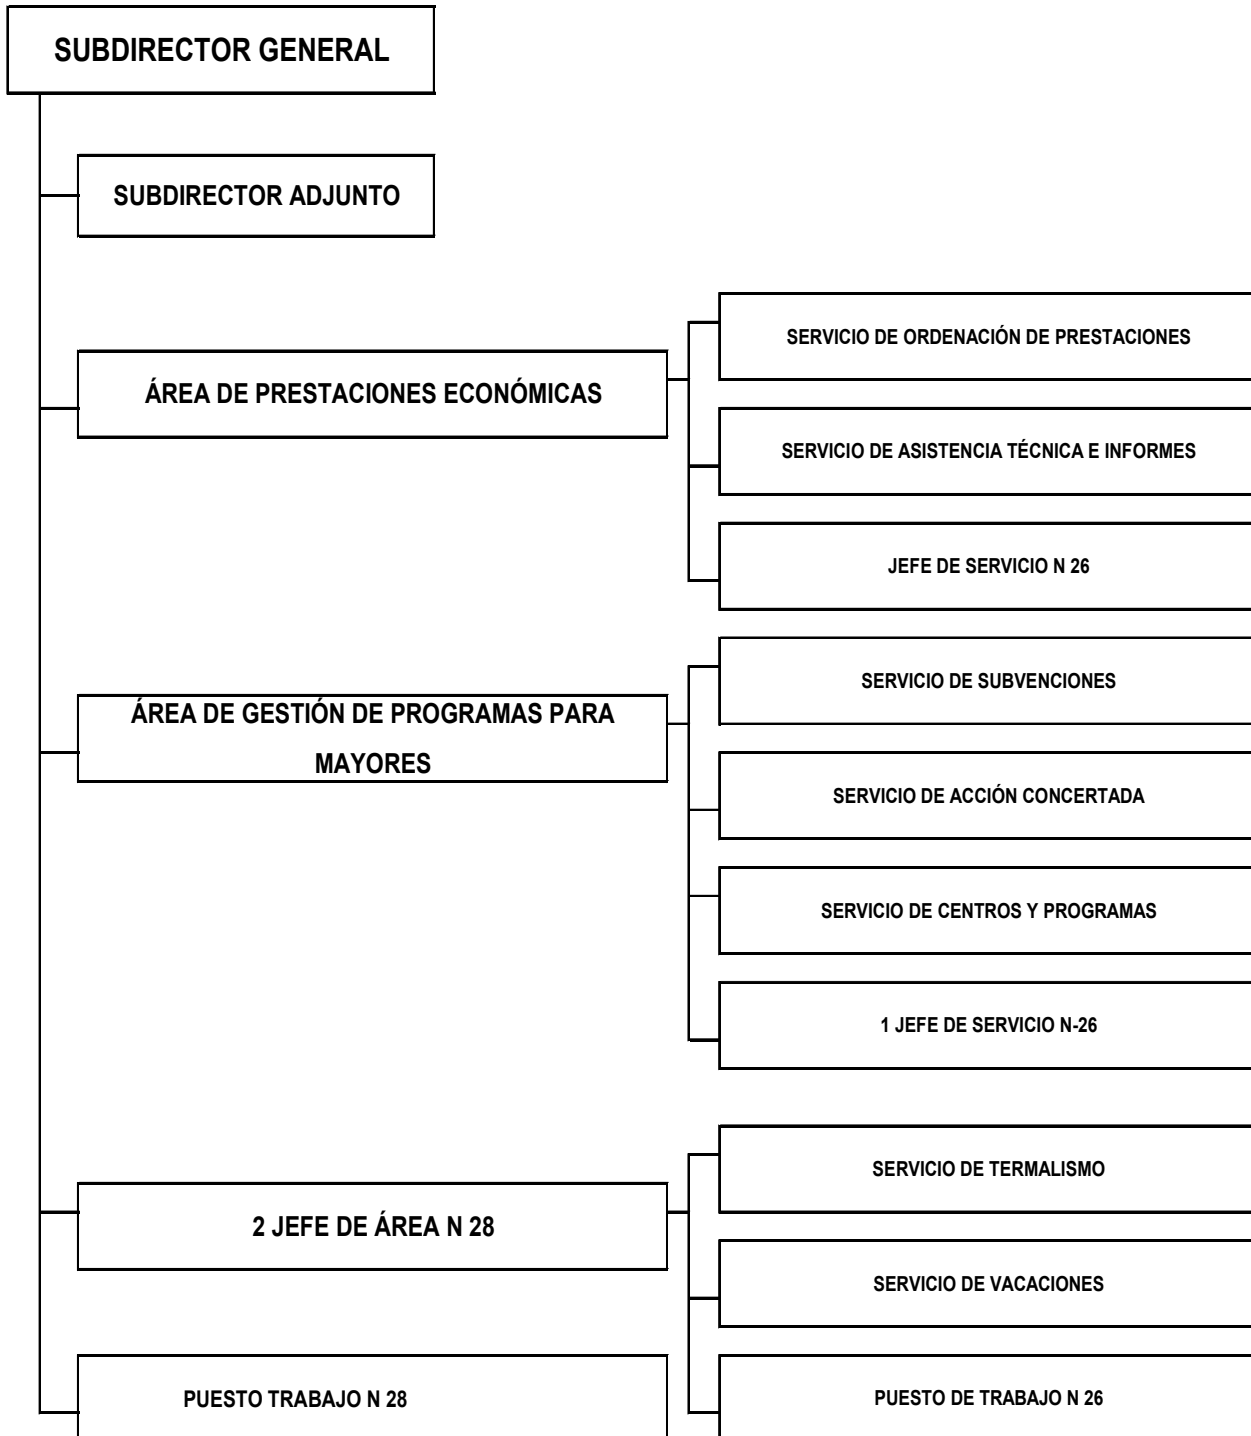 SUBDIRECTOR GENERAL
SUBDIRECTOR ADJUNTO
ÁREA DE PRESTACIONES ECONÓMICAS
SERVICIO DE ORDENACIÓN DE PRESTACIONES
SERVICIO DE ASISTENCIA TÉCNICA E INFORMES
JEFE DE SERVICIO N 26
ÁREA DE GESTIÓN DE PROGRAMAS PARA
MAYORES
SERVICIO DE SUBVENCIONES
SERVICIO DE ACCIÓN CONCERTADA
SERVICIO DE CENTROS Y PROGRAMAS
1 JEFE DE SERVICIO N-26
2 JEFE DE ÁREA N 28
SERVICIO DE TERMALISMO
SERVICIO DE VACACIONES
PUESTO DE TRABAJO N 26
PUESTO TRABAJO N 28